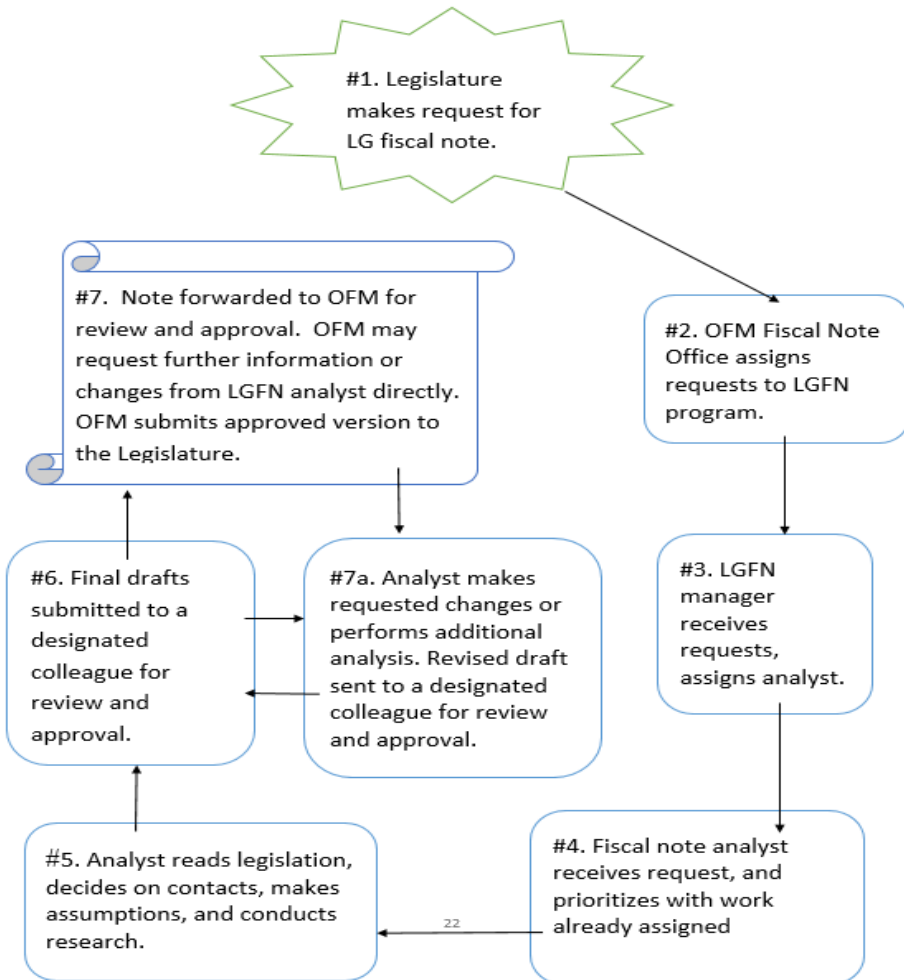 #1. Legislature
makes request for
LG fiscal note.
#2. OFM Fiscal Note
Office assigns
requests to LGFN
program.
#3. LGFN
manager
receives
requests,
assigns analyst.
#4. Fiscal note analyst
receives request, and
prioritizes with work
already assigned
22
#5. Analyst reads legislation,
decides on contacts, makes
assumptions, and conducts
research.
#6. Final drafts
submitted to a
designated
colleague for
review and
approval.
#7.  Note forwarded to OFM for
review and approval.  OFM may
request further information or
changes from LGFN analyst directly.
OFM submits approved version to
the Legislature.
#7a. Analyst makes
requested changes or
performs additional
analysis. Revised draft
sent to a designated
colleague for review
and approval.